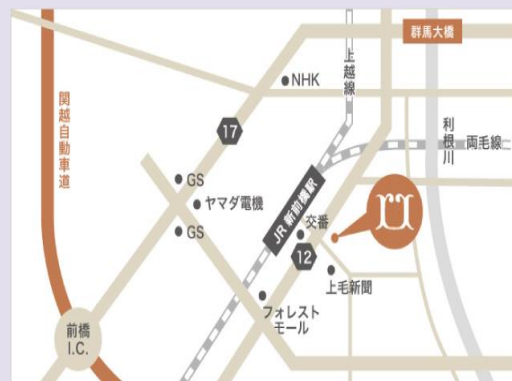 群馬大橋
上越線
NHK
関越自動車道
17
利根川
両毛線
GS
ヤマダ電機
JR 新前橋駅
交番
GS
12
上毛新聞
フォレスト
モール
前橋
I.C.